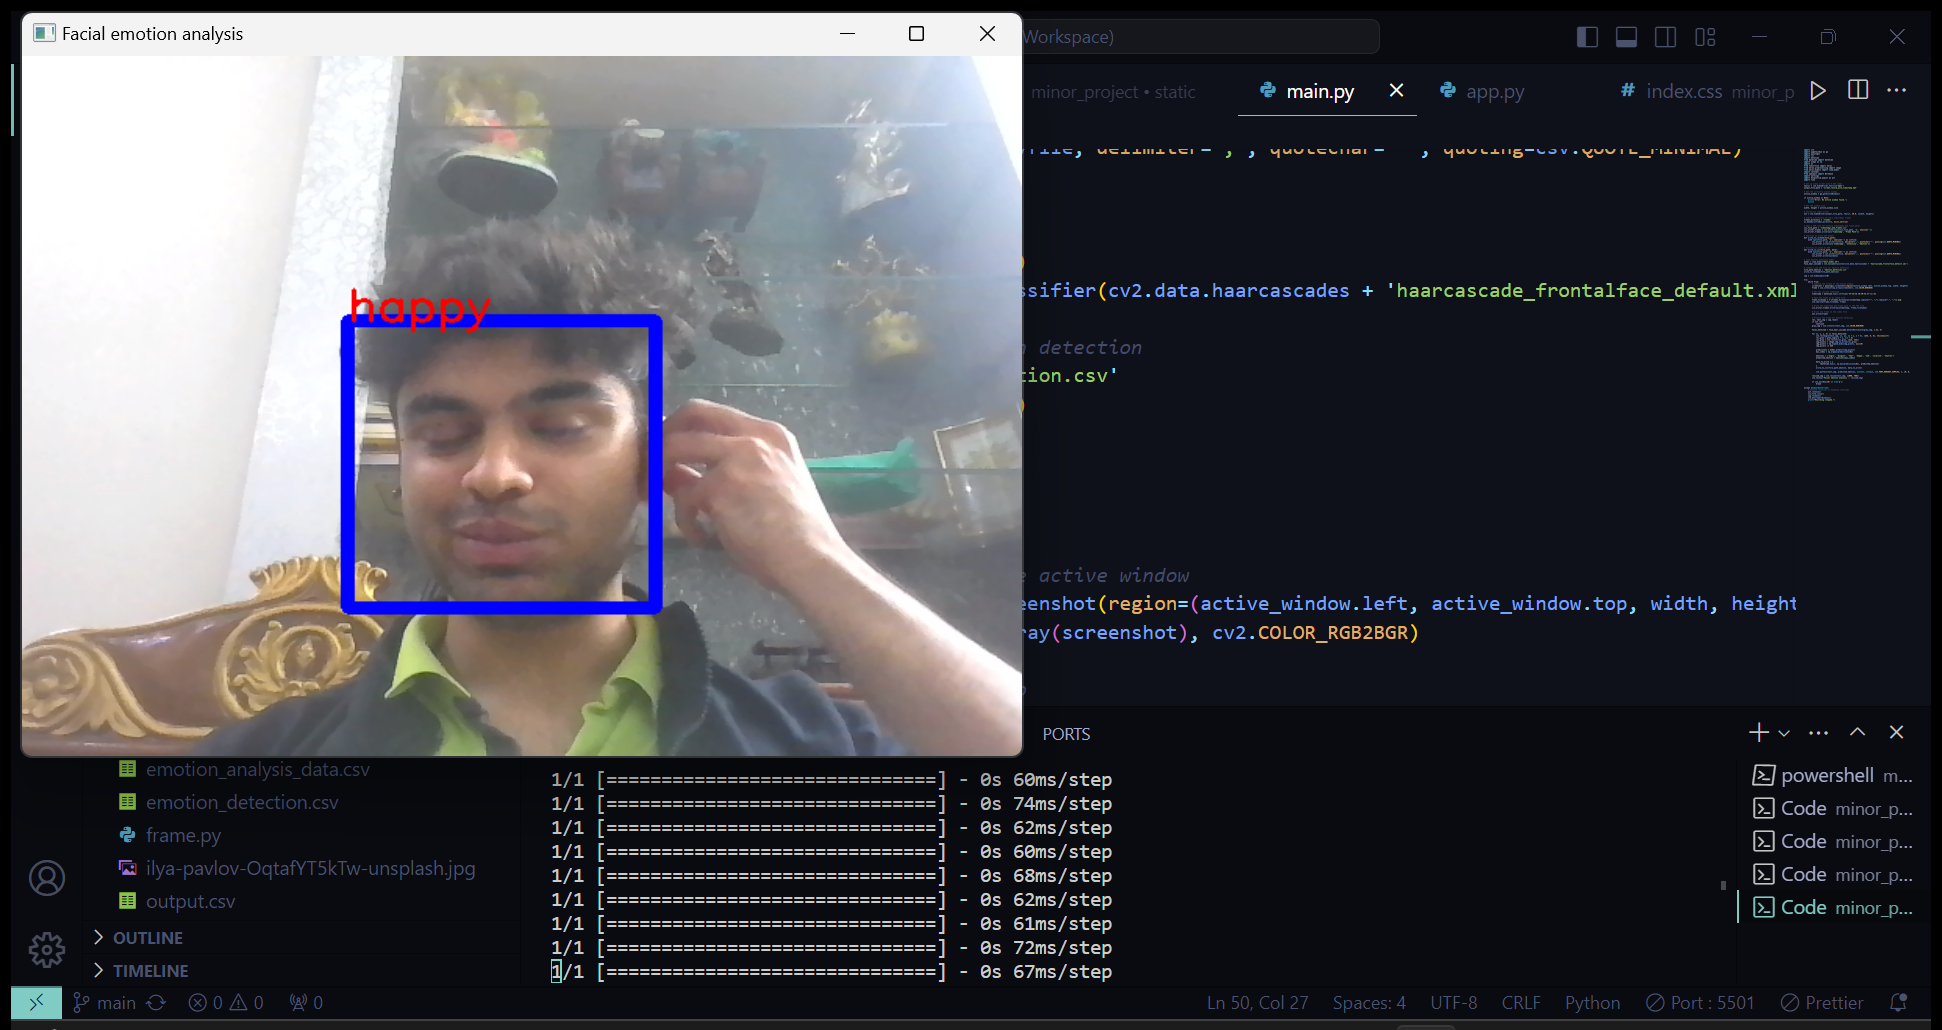 Facial emotion analysis
Workspace)
happy
minor_project • static
main.py
app.py
# index.css minor_p
quoting=csv.QUOTE_MINIMAL)
ssifier(cv2.data.haarcascades + 'haarcascade_frontalface_default.xml
detection
ion.csv'
active window
eenshot(region=(active_window.left, active_window.top, width, height
ray(screenshot), cv2.COLOR_RGB2BGR)
PORTS
emotion_analysis_data.csv
emotion_detection.csv
frame.py
ilya-pavlov-OqtafYT5kTw-unsplash.jpg
output.csv
OUTLINE
TIMELINE
1/1 [==============================] - 0s 60ms/step
1/1 [==============================] - 0s 74ms/step
1/1 [==============================] - 0s 62ms/step
1/1 [==============================] - 0s 60ms/step
1/1 [==============================] - 0s 68ms/step
1/1 [==============================] - 0s 62ms/step
1/1 [==============================] - 0s 61ms/step
1/1 [==============================] - 0s 72ms/step
1/1 [==============================] - 0s 67ms/step
powershell m...
Code minor_p...
Code minor_p...
Code minor_p...
Code minor_p...
main 0 0 0 Ln 50, Col 27 Spaces: 4 UTF-8 CRLF Python Port : 5501 Prettier